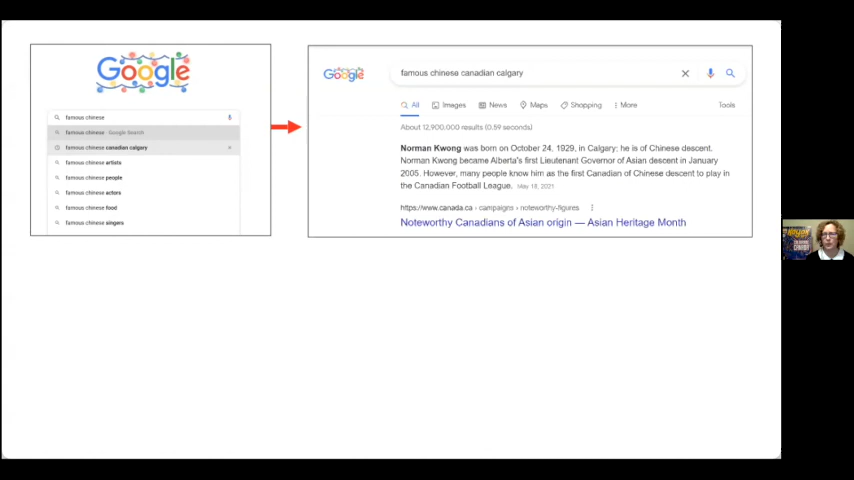 Google
famous chinese
famous chinese - Google Search
famous chinese canadian calgary
famous chinese artists
famous chinese people
famous chinese actors
famous chinese food
famous chinese singers
Google
famous chinese canadian calgary
All Images News Maps Shopping More Tools
About 12,900,000 results (0.59 seconds)
Norman Kwong was born on October 24, 1929, in Calgary; he is of Chinese descent.
Norman Kwong became Alberta's first Lieutenant Governor of Asian descent in January
2005. However, many people know him as the first Canadian of Chinese descent to play in
the Canadian Football League. May 18, 2021
https://www.canada.ca › campaigns › noteworthy-figures
Noteworthy Canadians of Asian origin — Asian Heritage Month